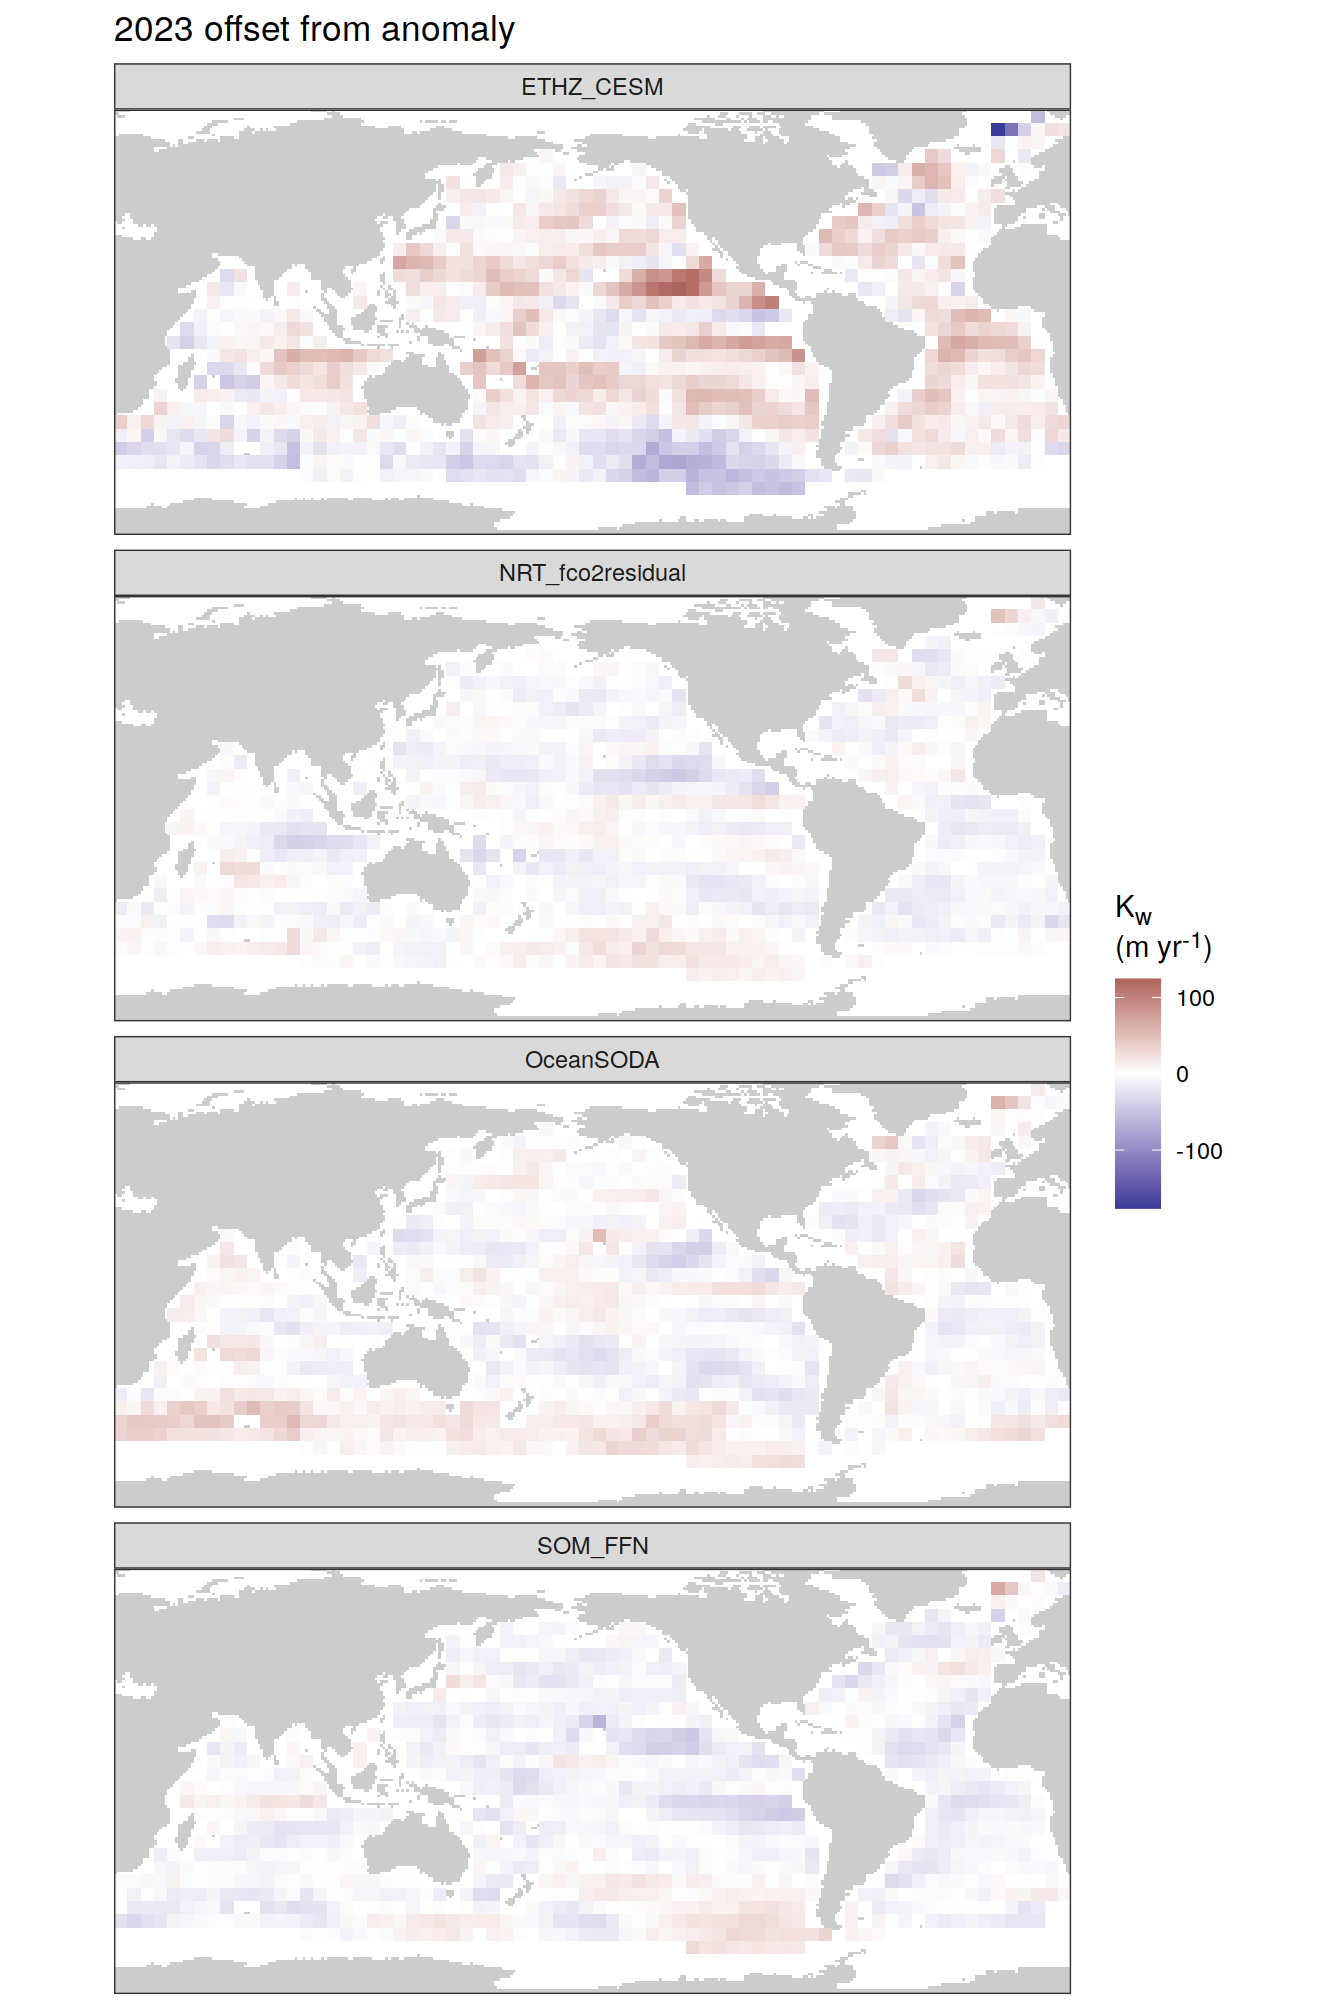 2023 offset from anomaly
ETHZ_CESM
NRT_fco2residual
OceanSODA
SOM_FFN
Kw
(m yr-1)
100
0
-100